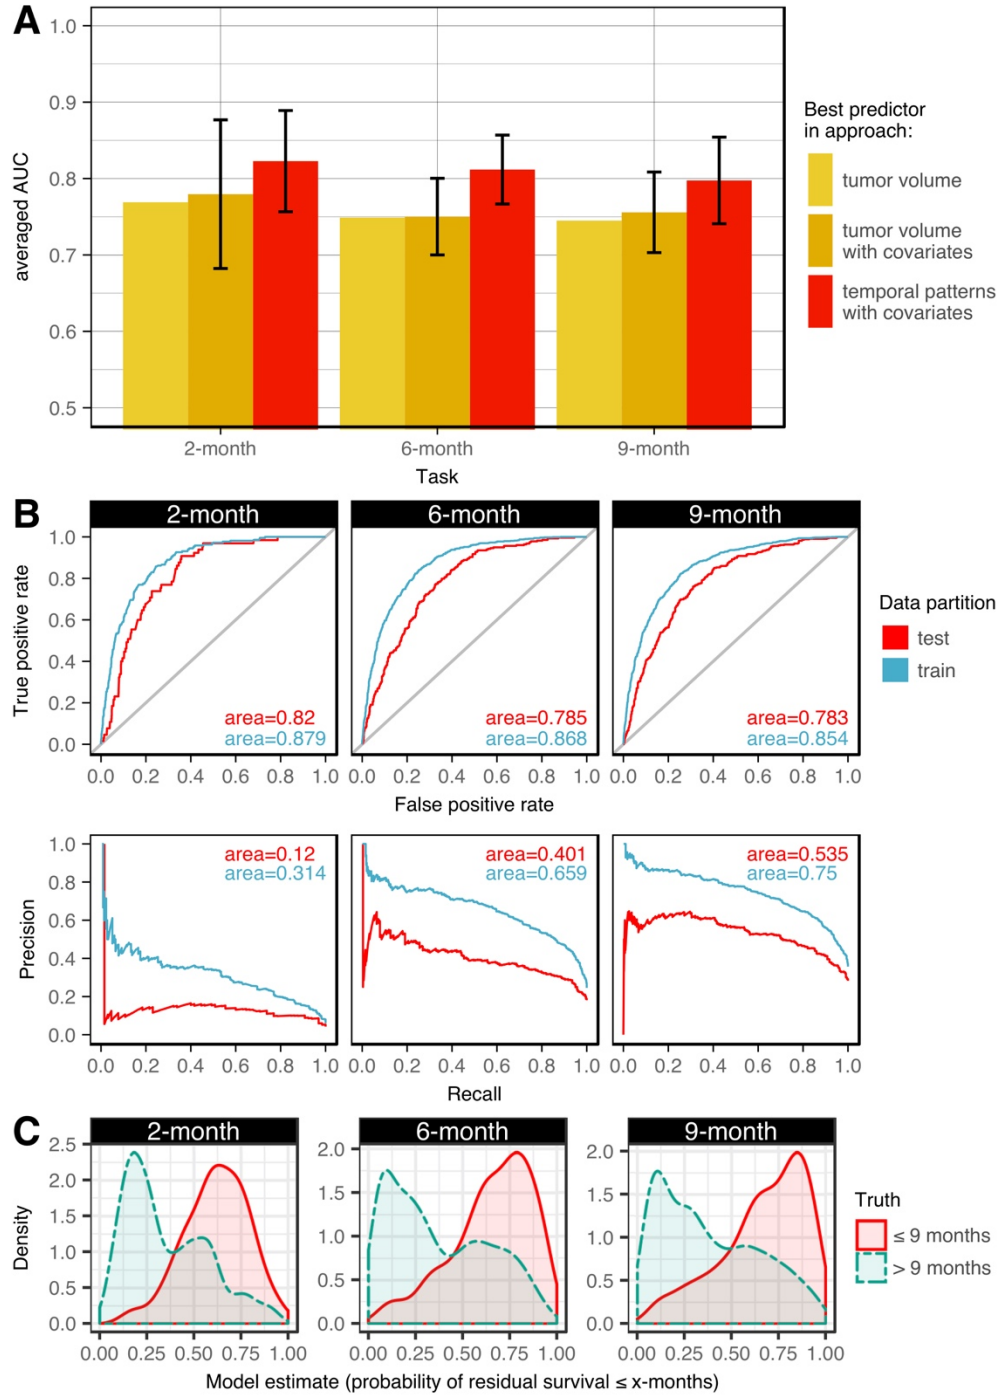 A
1.0
0.9
0.8
0.7
0.6
0.5
averaged AUC
2-month 6-month 9-month
Task
Best predictor
in approach:
tumor volume
tumor volume
with covariates
temporal patterns
with covariates
B
2-month 6-month 9-month
1.0
0.8
0.6
0.4
0.2
0.0
True positive rate
area=0.82 area=0.785 area=0.783
area=0.879 area=0.868 area=0.854
0.0 0.2 0.4 0.6 0.8 1.0 0.0 0.2 0.4 0.6 0.8 1.0 0.0 0.2 0.4 0.6 0.8 1.0
False positive rate
Data partition
test
train
1.0
0.8
0.6
0.4
0.2
0.0
Precision
area=0.12 area=0.401 area=0.535
area=0.314 area=0.659 area=0.75
0.0 0.2 0.4 0.6 0.8 1.0 0.0 0.2 0.4 0.6 0.8 1.0 0.0 0.2 0.4 0.6 0.8 1.0
Recall
C
2-month 6-month 9-month
2.5
2.0
1.5
1.0
0.5
0.0
Density
2.0
1.5
1.0
0.5
0.0
2.0
1.5
1.0
0.5
0.0
0.00 0.25 0.50 0.75 1.00 0.00 0.25 0.50 0.75 1.00 0.00 0.25 0.50 0.75 1.00
Model estimate (probability of residual survival ≤ x-months)
Truth
≤ 9 months
> 9 months